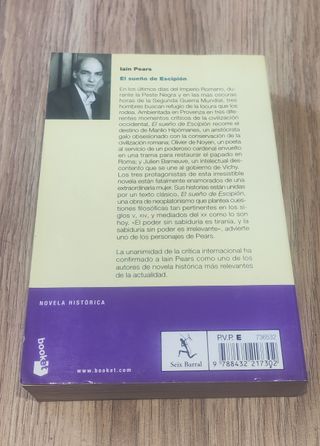 Iain Pears
El sueño de Escipión
En los últimos días del Imperio Romano, du-
rante la Peste Negra y en las más oscuras
horas de la Segunda Guerra Mundial, tres
hombres buscan refugio de la locura que los
rodea. Ambientada en Provenza en tres dife-
rentes momentos críticos de la civilización
occidental, El sueño de Escipión recorre el
destino de Manlio Hipómanes, un aristócrata
galo obsesionado con la conservación de la
civilización romana; Olivier de Noyen, un poeta
al servicio de un poderoso cardenal envuelto
en una trama para restaurar el papado en
Roma; y Julien Barneuve, un intelectual des-
contento que se une al gobierno de Vichy.
Los tres protagonistas de esta irresistible
novela están fatalmente enamorados de una
extraordinaria mujer. Sus historias están unidas
por un texto clásico, El sueño de Escipión,
una obra de neoplatonismo que plantea cues-
tiones filosóficas tan pertinentes en los si-
glos V, XIV, y mediados del XX como lo son
hoy. «El poder sin sabiduría es tiranía, y la
sabiduría sin poder es irrelevante», advierte
uno de los personajes de Pears.
La unanimidad de la crítica internacional ha
confirmado a Iain Pears como uno de los
autores de novela histórica más relevantes
de la actualidad.
NOVELA HISTÓRICA
booket
www.booket.com
Seix Barral
P.V.P. E 736532
9 788432 217302